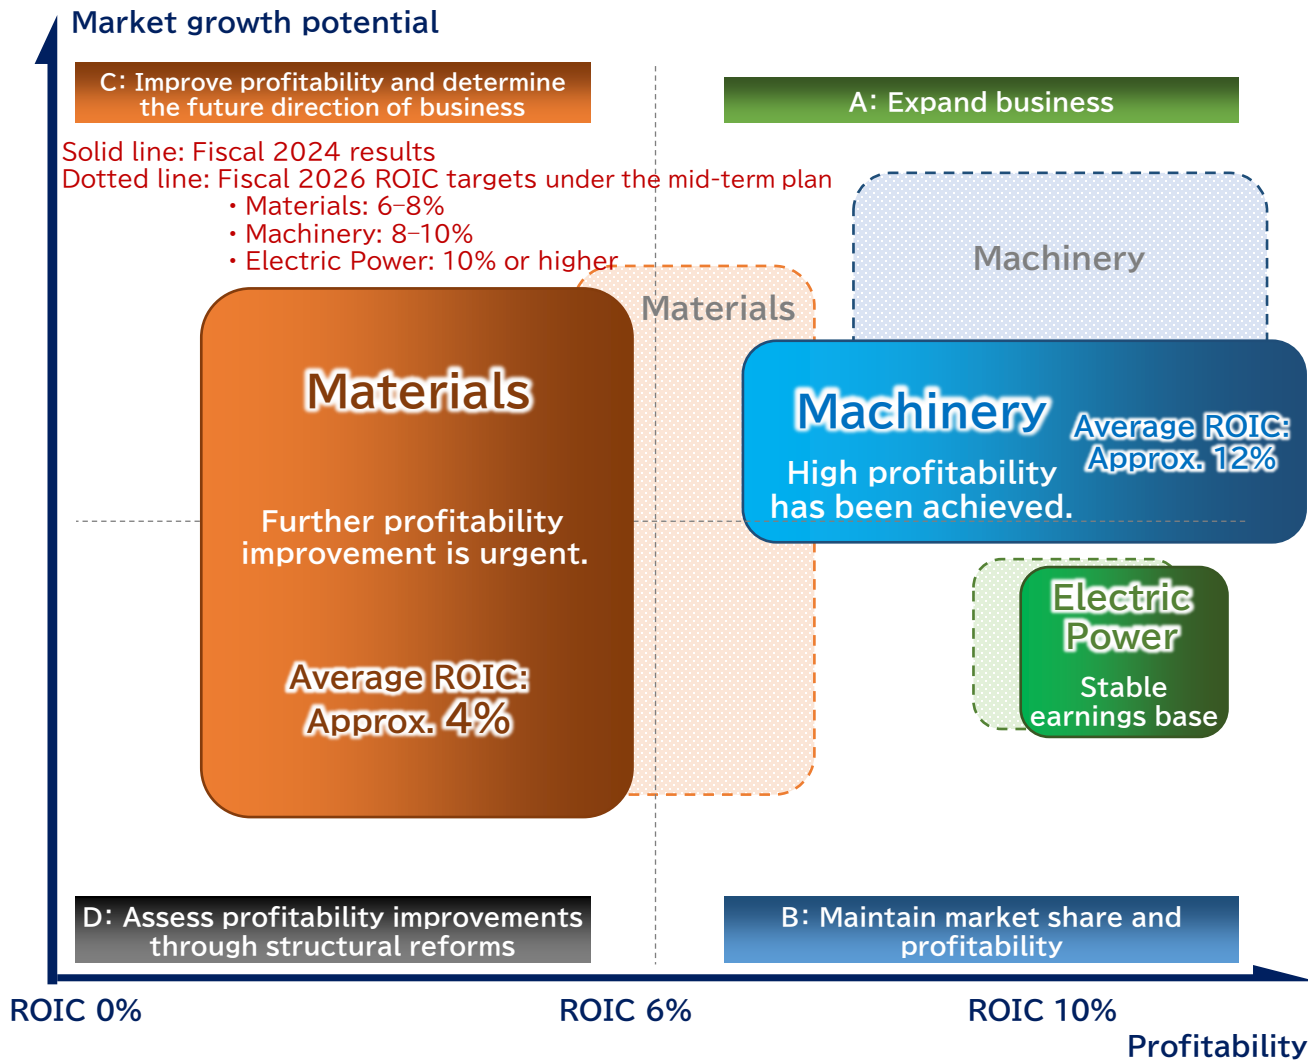 Market growth potential
C: Improve profitability and determine
the future direction of business
A: Expand business
Solid line: Fiscal 2024 results
Dotted line: Fiscal 2026 ROIC targets under the mid-term plan
・Materials: 6–8%
・Machinery: 8–10%
・Electric Power: 10% or higher
Machinery
Materials
Materials
Further profitability
improvement is urgent.
Average ROIC:
Approx. 4%
Machinery
High profitability
has been achieved.
Average ROIC:
Approx. 12%
Electric
Power
Stable
earnings base
D: Assess profitability improvements
through structural reforms
B: Maintain market share and
profitability
ROIC 0%
ROIC 6%
ROIC 10%
Profitability